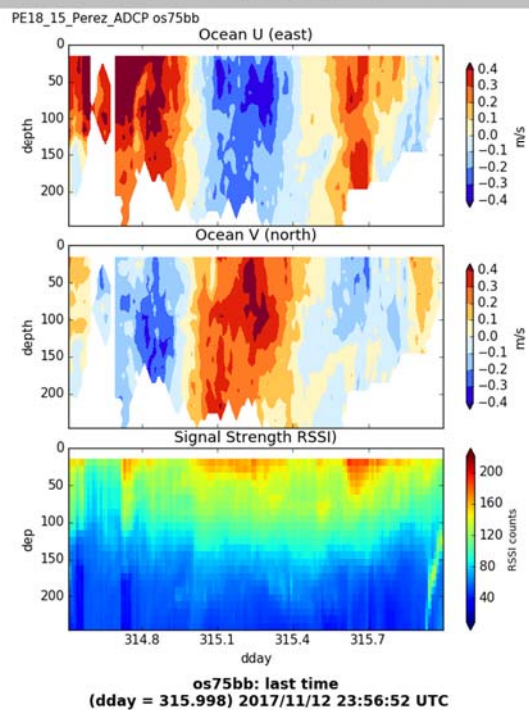 PE18_15_Perez_ADCP os75bb
Ocean U (east)
0
50
100
150
200
depth
0.4
0.3
0.2
0.1
0.0
−0.1
−0.2
−0.3
−0.4
m/s
Ocean V (north)
0
50
100
150
200
depth
0.4
0.3
0.2
0.1
0.0
−0.1
−0.2
−0.3
−0.4
m/s
Signal Strength RSSI)
0
50
100
150
200
dep
200
160
120
80
40
RSSI counts
314.8 315.1 315.4 315.7
dday
os75bb: last time
(dday = 315.998) 2017/11/12 23:56:52 UTC